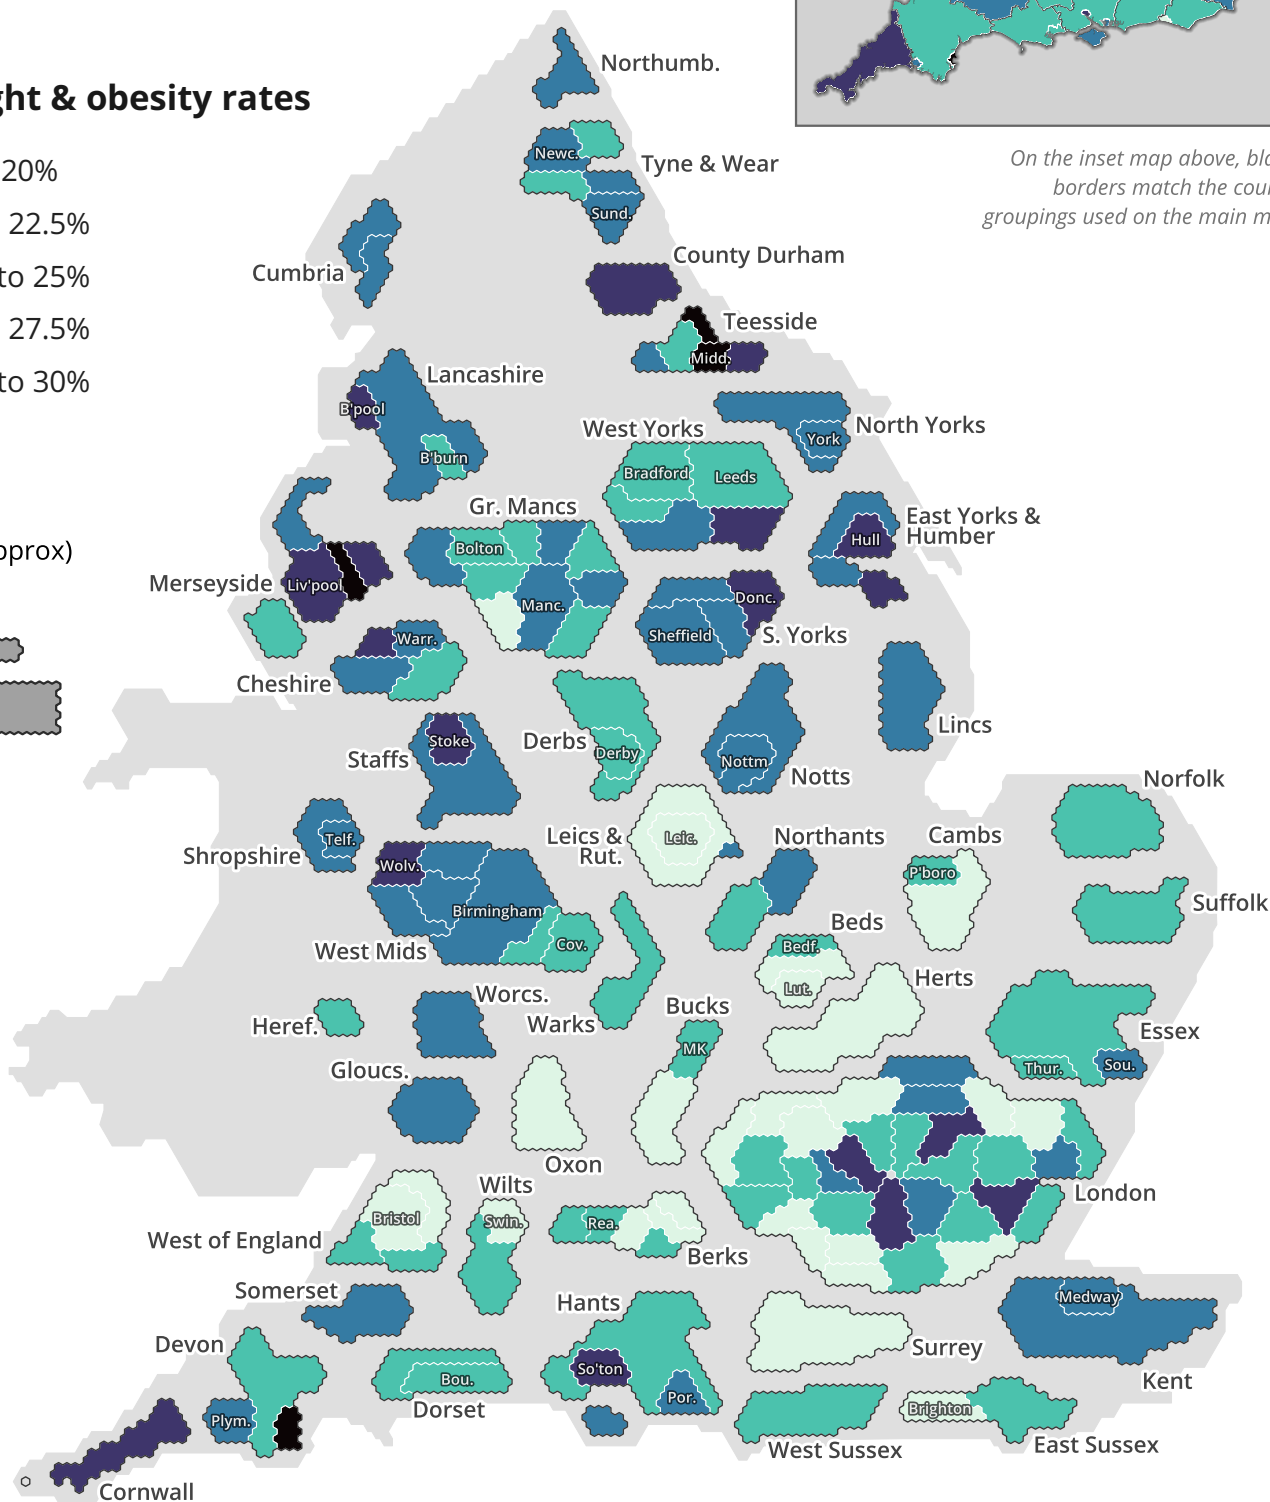 ght & obesity rates
20%
22.5%
to 25%
27.5%
to 30%
pprox)
On the inset map above, bla
borders match the cou
groupings used on the main m
Northumb.
Newc.
Tyne & Wear
Sund.
Cumbria
County Durham
Teesside
Midd.
Lancashire
B'pool
B'burn
West Yorks
Bradford
Leeds
North Yorks
York
Gr. Mancs
Bolton
Manc.
East Yorks &
Humber
Hull
Merseyside
Liv'pool
Donc.
Sheffield
S. Yorks
Warr.
Cheshire
Lincs
Staffs
Stoke
Derbs
Derby
Nottm
Notts
Norfolk
Shropshire
Telf.
Leics &
Rut.
Leic.
Northants
Cambs
P'boro
Suffolk
Wolv.
Birmingham
West Mids
Cov.
Beds
Bedf.
Lut.
Herts
Heref.
Worcs.
Warks
Bucks
MK
Essex
Thur.
Sou.
Gloucs.
Oxon
London
Wilts
Swin.
Bristol
West of England
Rea.
Berks
Somerset
Hants
Medway
Kent
Devon
Surrey
So'ton
Por.
Bou.
Dorset
Plym.
Brighton
West Sussex
East Sussex
Cornwall